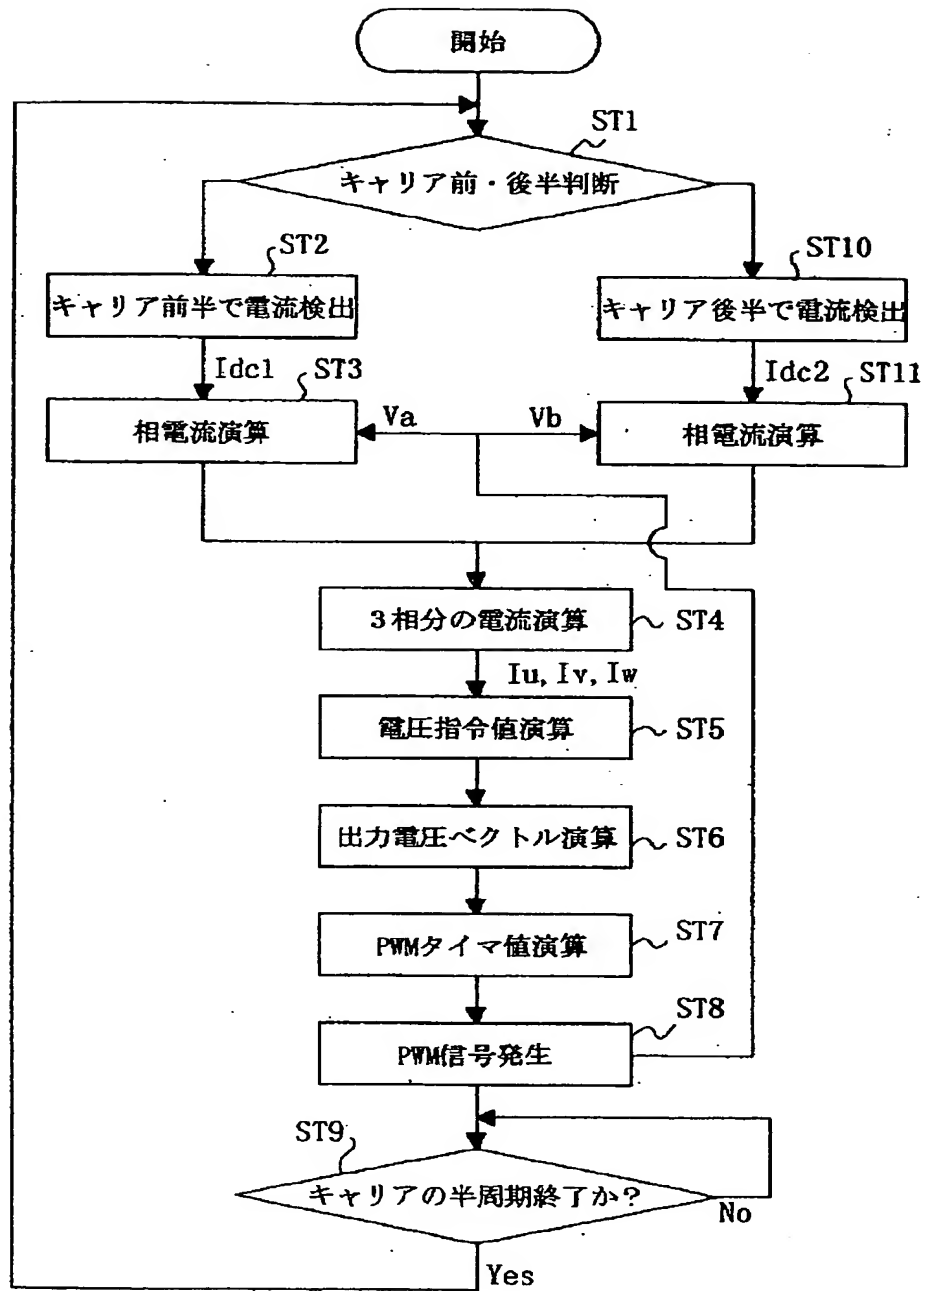 開始
ST1
キャリア前・後半判断
ST2
ST10
キャリア前半で電流検出
キャリア後半で電流検出
Idc1
ST3
Idc2
ST11
相電流演算
Va
Vb
相電流演算
3相分の電流演算
ST4
Iu, Iv, Iw
電圧指令値演算
ST5
出力電圧ベクトル演算
ST6
PWMタイマ値演算
ST7
ST8
PWM信号発生
ST9
キャリアの半周期終了か?
No
Yes